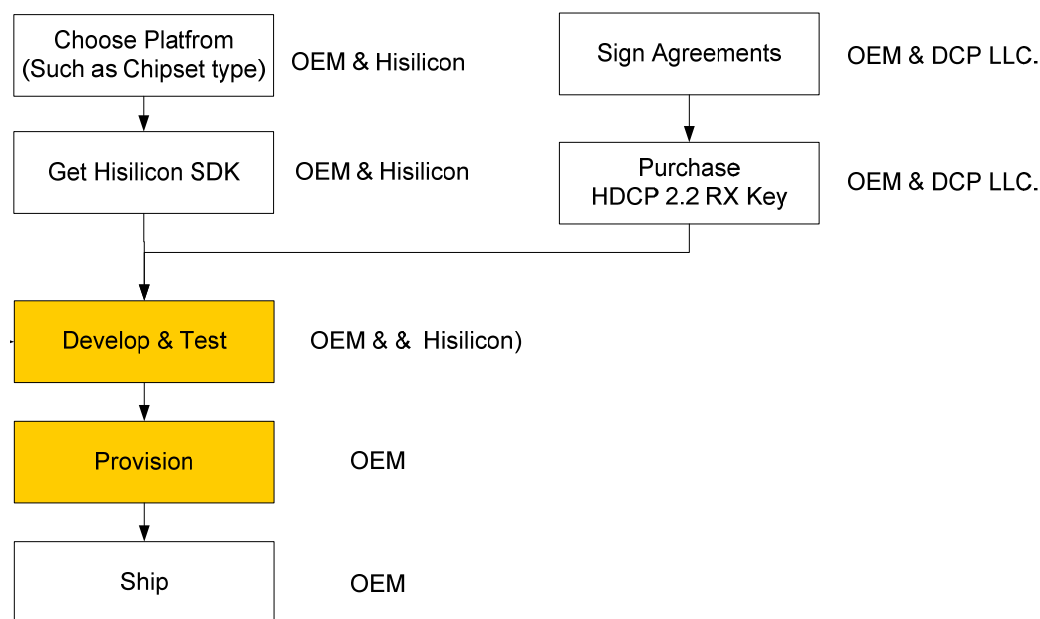 Choose Platfrom
(Such as Chipset type)
OEM & Hisilicon
Sign Agreements
OEM & DCP LLC.
Get Hisilicon SDK
OEM & Hisilicon
Purchase
HDCP 2.2 RX Key
OEM & DCP LLC.
Develop & Test
OEM & & Hisilicon)
Provision
OEM
Ship
OEM